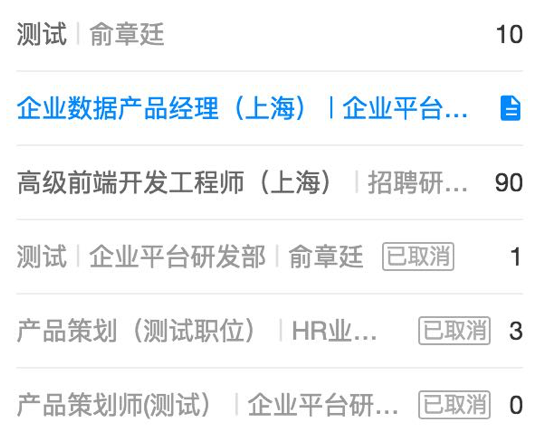 测试 | 俞章廷 10
企业数据产品经理（上海） | 企业平台...
高级前端开发工程师（上海） | 招聘研... 90
测试 | 企业平台研发部 | 俞章廷 已取消 1
产品策划（测试职位） | HR业... 已取消 3
产品策划师(测试） | 企业平台研... 已取消 0